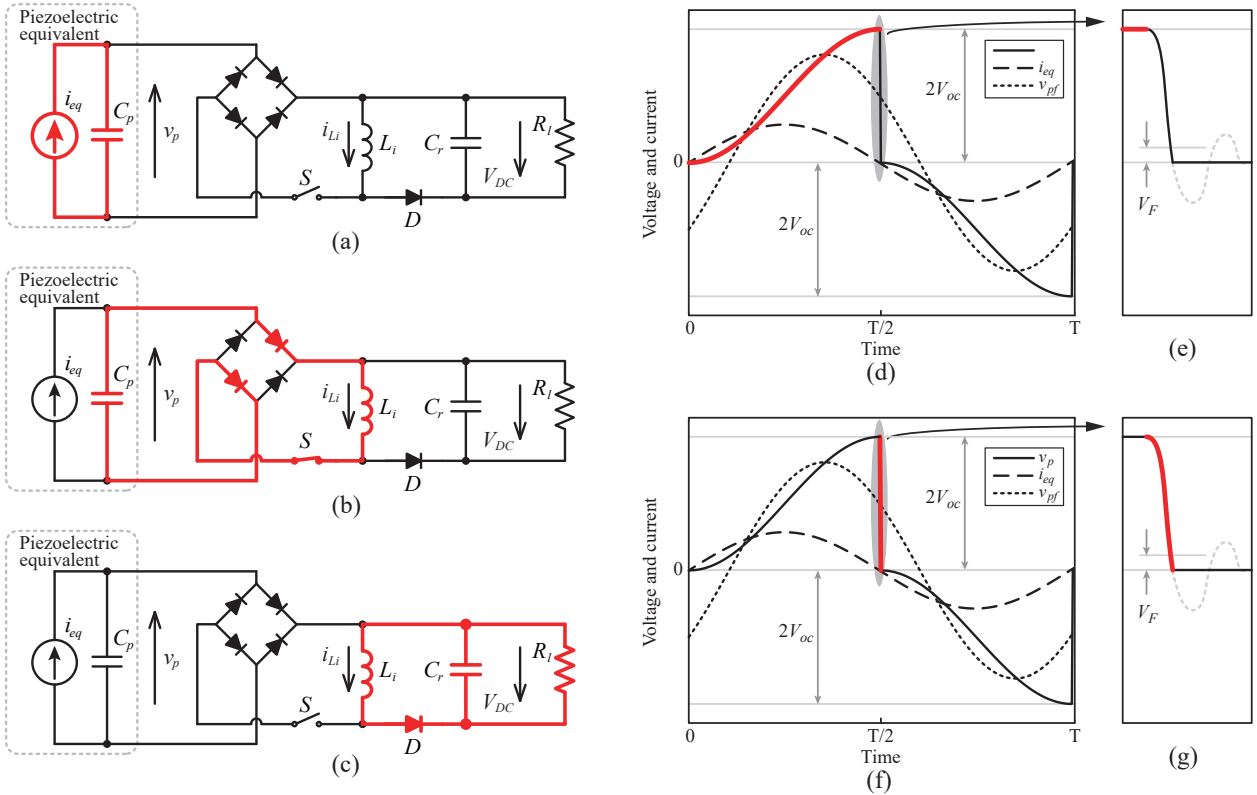 Piezoelectric
equivalent
i_eq
C_p
v_p
i_Li
L_i
C_r
R_l
V_DC
S
D
(a)
Piezoelectric
equivalent
i_eq
C_p
v_p
i_Li
L_i
C_r
R_l
V_DC
S
D
(b)
Piezoelectric
equivalent
i_eq
C_p
v_p
i_Li
L_i
C_r
R_l
V_DC
S
D
(c)
Voltage and current
0
2V_oc
2V_oc
i_eq
v_pf
0
T/2
T
Time
(d)
V_F
(e)
Voltage and current
0
2V_oc
2V_oc
v_p
i_eq
v_pf
0
T/2
T
Time
(f)
V_F
(g)